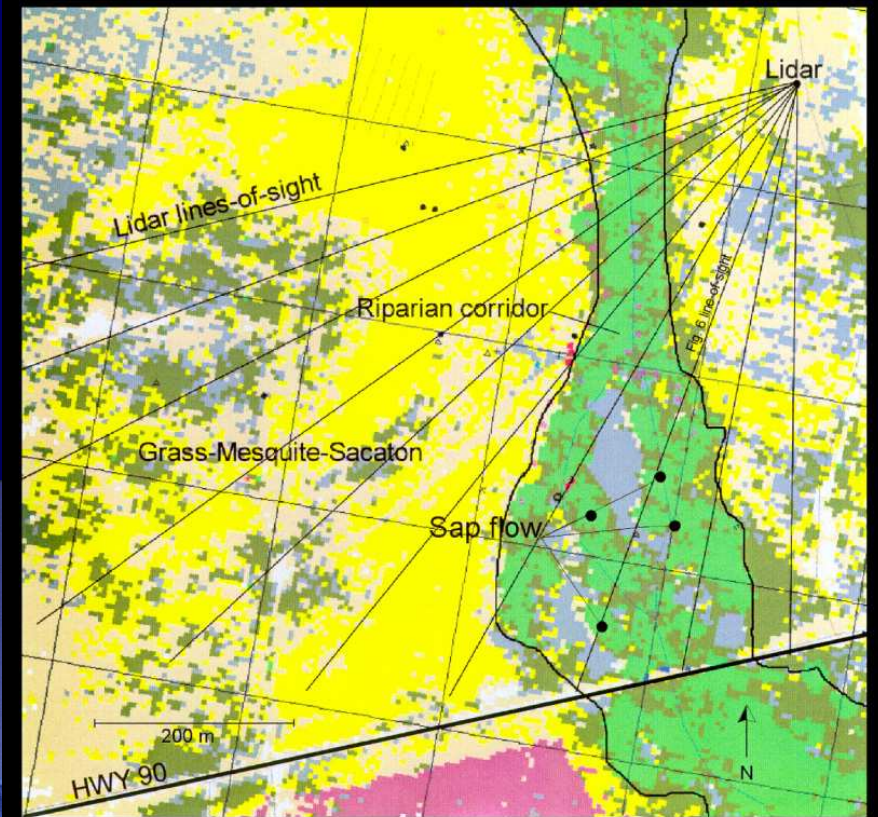 Lidar
Lidar lines-of-sight
Fig. 6 line-of-sight
Riparian corridor
Grass-Mesquite-Sacaton
Sap flow
200 m
HWY 90
N